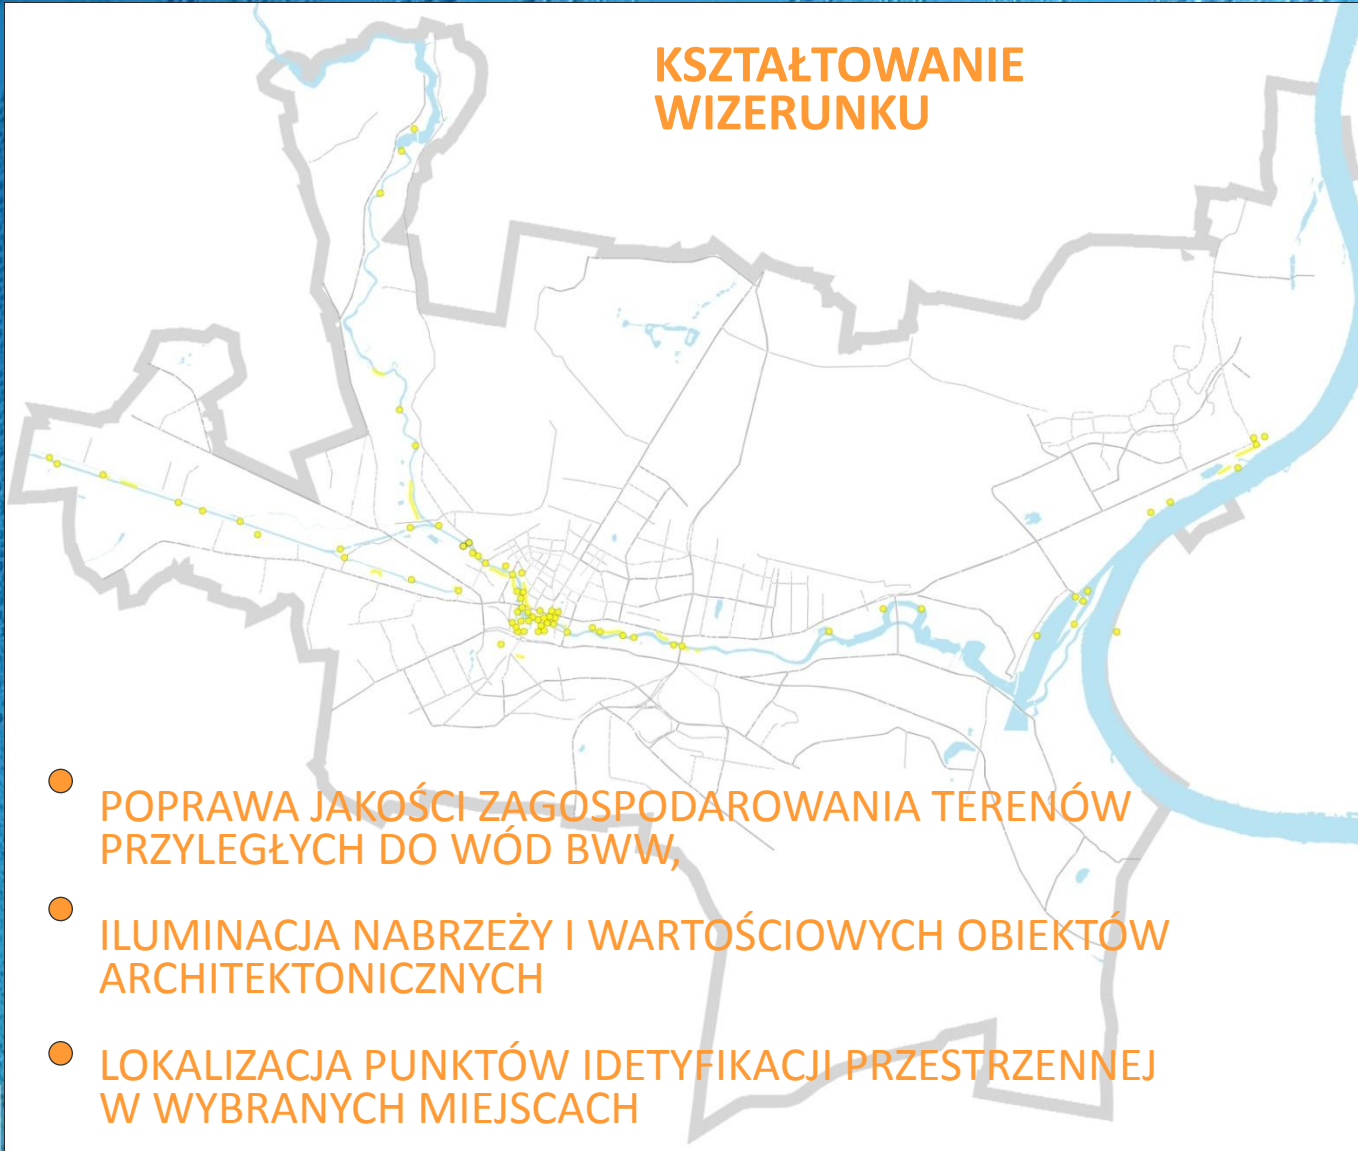 KSZTAŁTOWANIE
WIZERUNKU
POPRAWA JAKOŚCI ZAGOSPODAROWANIA TERENÓW
PRZYLEGŁYCH DO WÓD BWW,
ILUMINACJA NABRZEŻY I WARTOŚCIOWYCH OBIEKTÓW
ARCHITEKTONICZNYCH
LOKALIZACJA PUNKTÓW IDETYFIKACJI PRZESTRZENNEJ
W WYBRANYCH MIEJSCACH